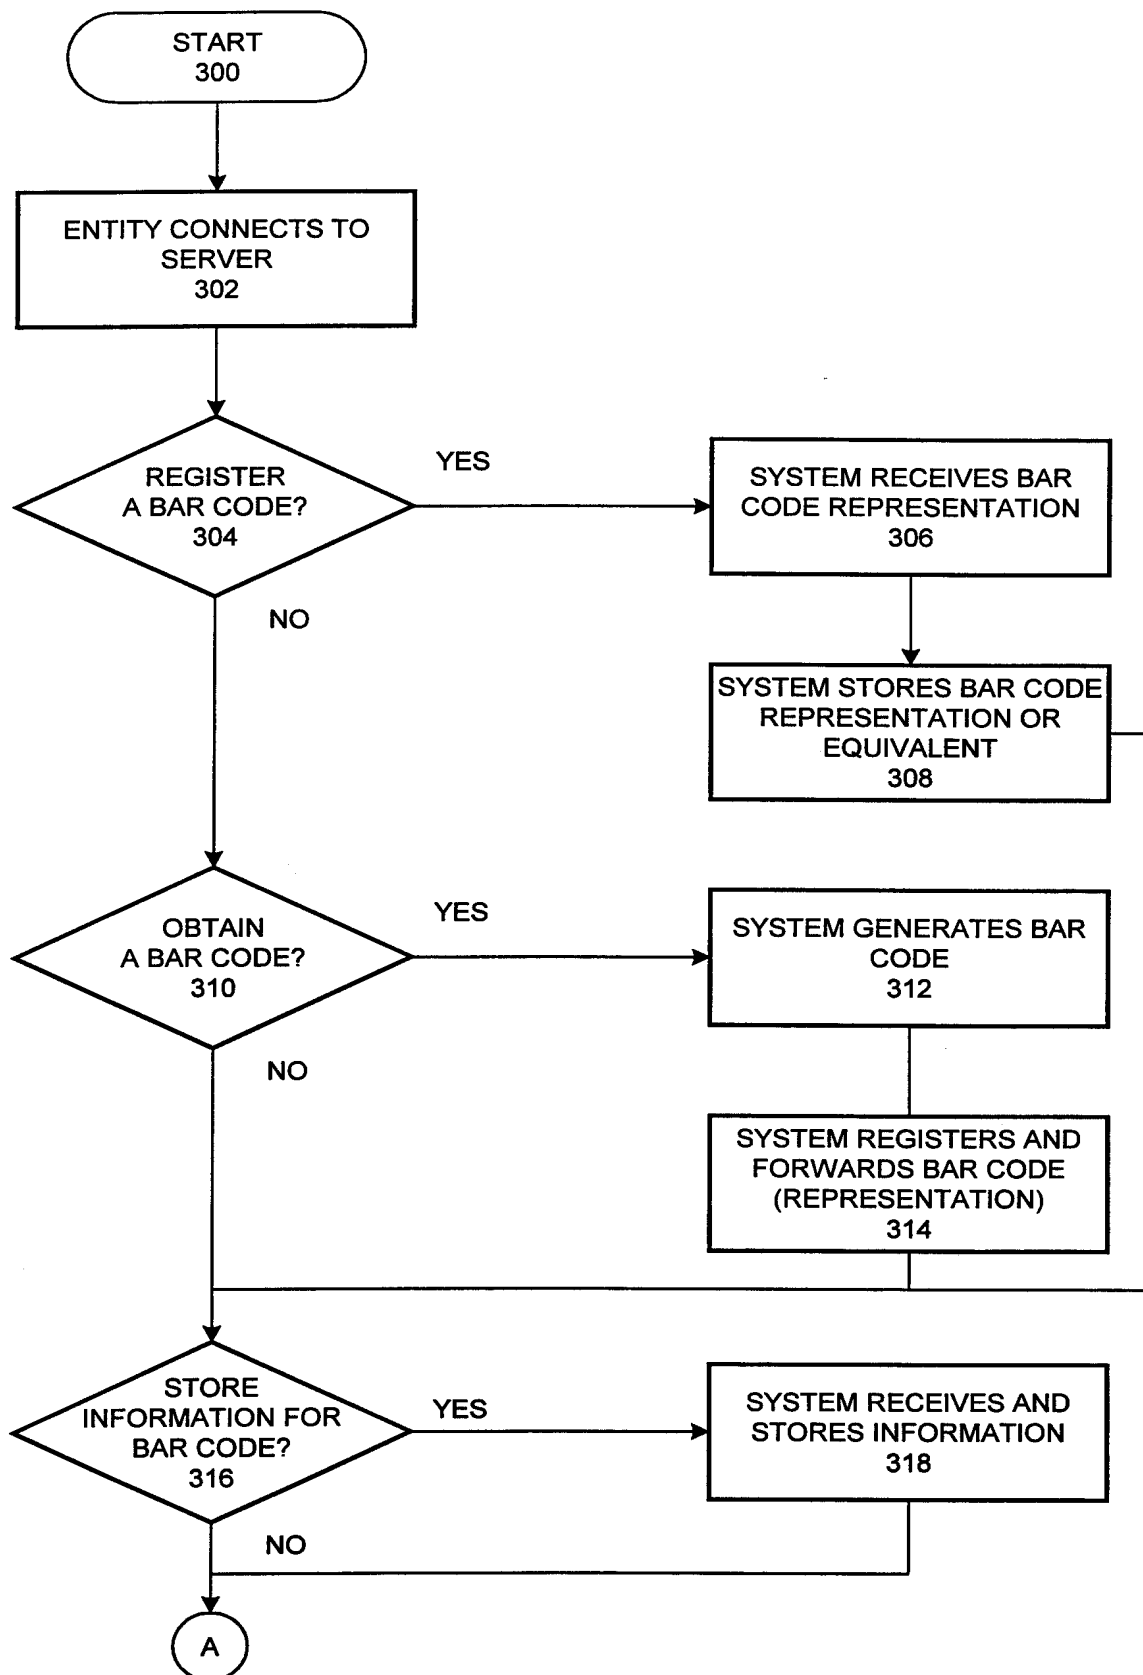 START
300
ENTITY CONNECTS TO
SERVER
302
REGISTER
A BAR CODE?
304
YES
NO
SYSTEM RECEIVES BAR
CODE REPRESENTATION
306
SYSTEM STORES BAR CODE
REPRESENTATION OR
EQUIVALENT
308
OBTAIN
A BAR CODE?
310
YES
NO
SYSTEM GENERATES BAR
CODE
312
SYSTEM REGISTERS AND
FORWARDS BAR CODE
(REPRESENTATION)
314
STORE
INFORMATION FOR
BAR CODE?
316
YES
NO
SYSTEM RECEIVES AND
STORES INFORMATION
318
A